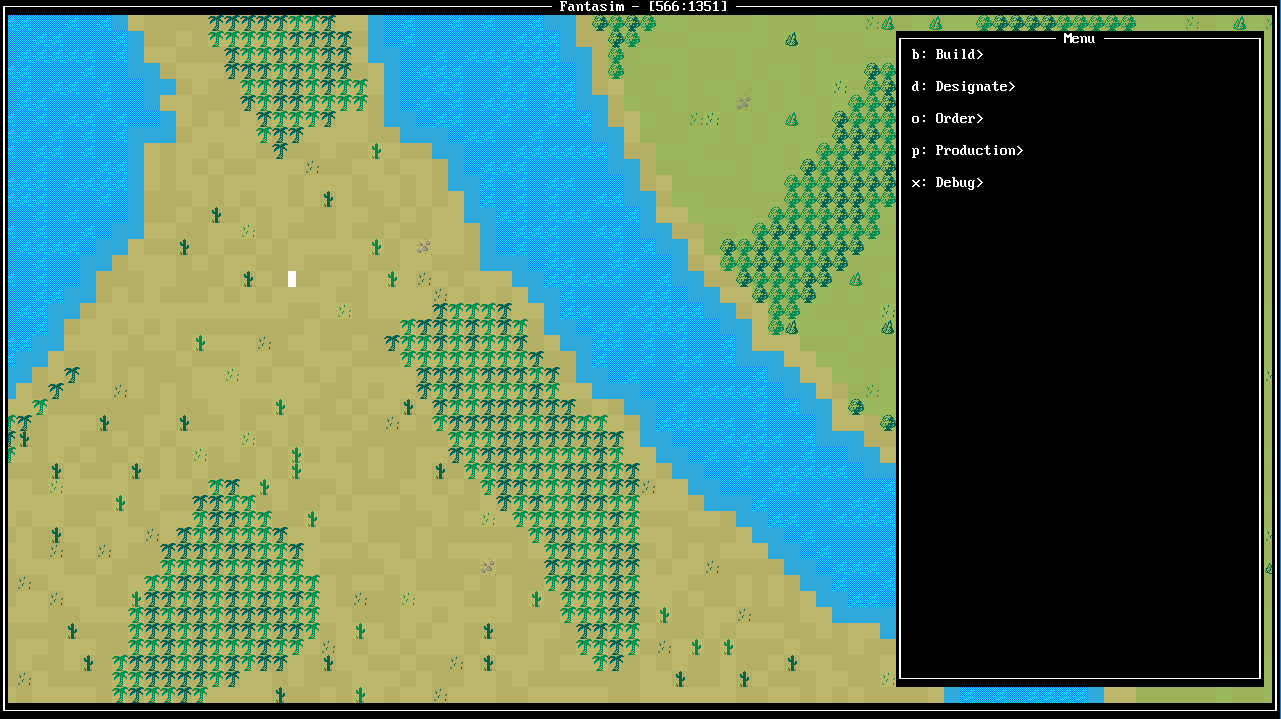 Fantasim - [566:1351]
Menu
b: Build>
d: Designate>
o: Order>
p: Production>
x: Debug>